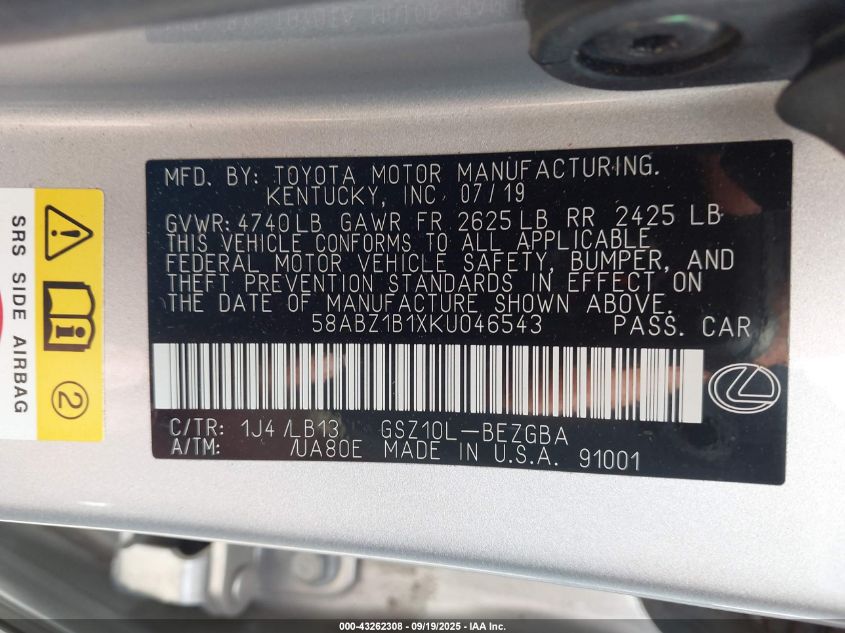 MFD. BY: TOYOTA MOTOR MANUFACTURING.
KENTUCKY, INC 07/19
GVWR: 4740LB GAWR FR 2625LB RR 2425 LB
THIS VEHICLE CONFORMS TO ALL APPLICABLE
FEDERAL MOTOR VEHICLE SAFETY, BUMPER, AND
THEFT PREVENTION STANDARDS IN EFFECT ON
THE DATE OF MANUFACTURE SHOWN ABOVE.
58ABZ1B1XKU046543 PASS. CAR
C/TR: 1J4 /LB13 GSZ10L-BEZGBA
A/TM: /UA80E MADE IN U.S.A. 91001
SRS SIDE AIRBAG
2
000-43262308 - 09/19/2025 - IAA Inc.